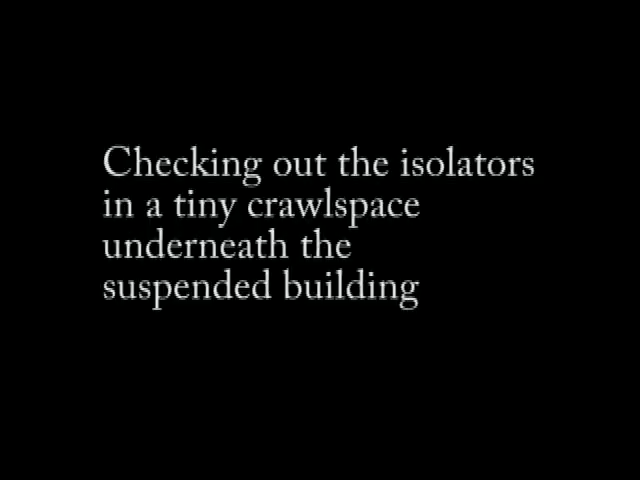 Checking out the isolators
in a tiny crawlspace
underneath the
suspended building